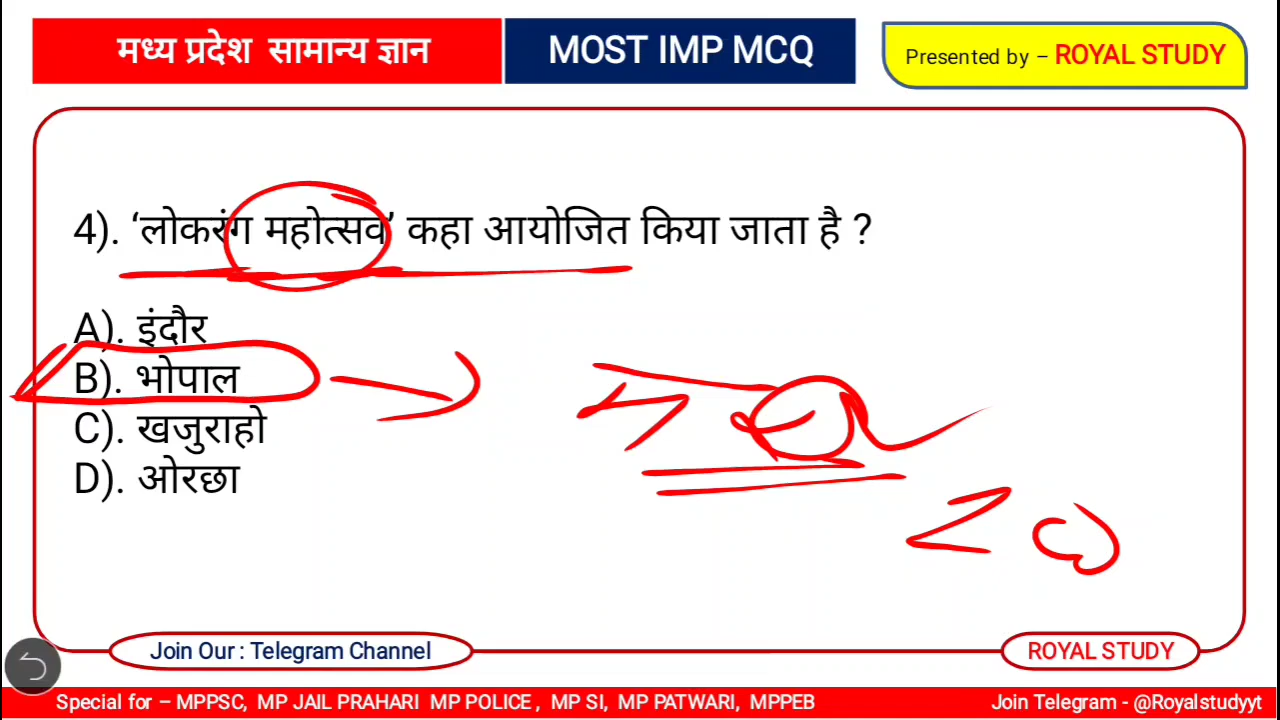 मध्य प्रदेश सामान्य ज्ञान
MOST IMP MCQ
Presented by – ROYAL STUDY
4). ‘लोकरंग महोत्सव’ कहा आयोजित किया जाता है ?
A). इंदौर
B). भोपाल
C). खजुराहो
D). ओरछा
Join Our : Telegram Channel
ROYAL STUDY
Special for – MPPSC, MP JAIL PRAHARI MP POLICE , MP SI, MP PATWARI, MPPEB
Join Telegram - @Royalstudyyt